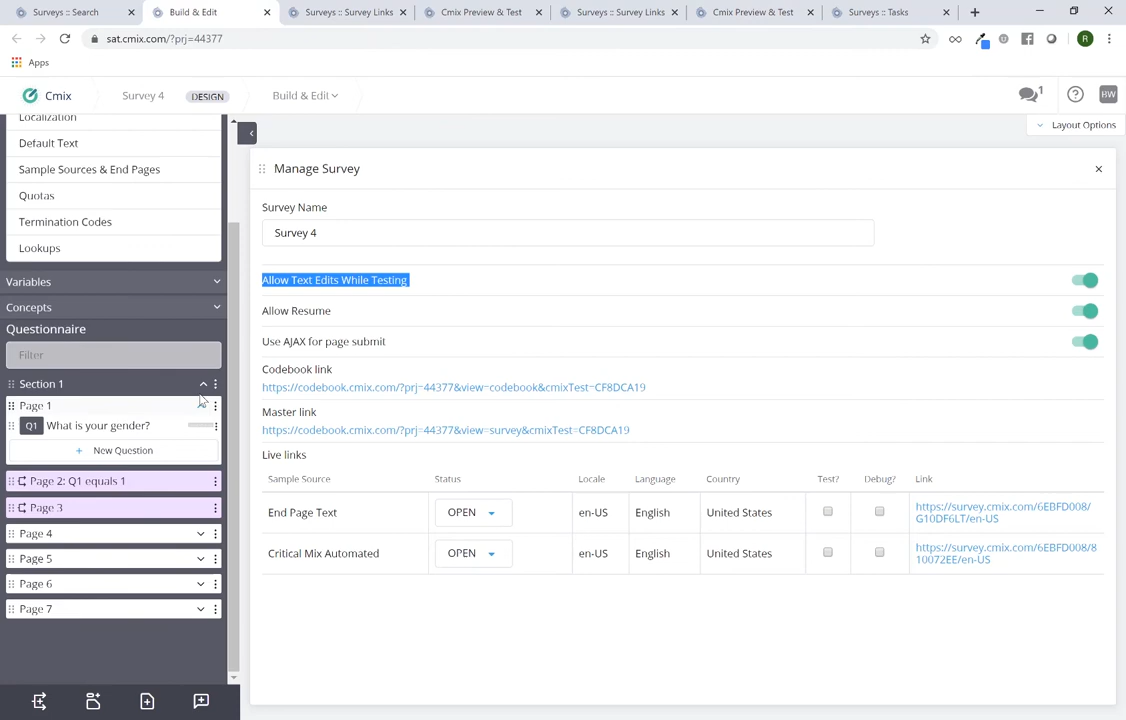 Surveys :: Search
Build & Edit
Surveys :: Survey Links
Cmix Preview & Test
Surveys :: Survey Links
Cmix Preview & Test
Surveys :: Tasks
sat.cmix.com/?prj=44377
R
Apps
Cmix
Survey 4
DESIGN
Build & Edit
1
BW
Layout Options
Localization
Default Text
Sample Sources & End Pages
Quotas
Termination Codes
Lookups
Variables
Concepts
Questionnaire
Filter
Section 1
Page 1
Q1 What is your gender?
+ New Question
Page 2: Q1 equals 1
Page 3
Page 4
Page 5
Page 6
Page 7
Manage Survey
Survey Name
Survey 4
Allow Text Edits While Testing
Allow Resume
Use AJAX for page submit
Codebook link
https://codebook.cmix.com/?prj=44377&view=codebook&cmixTest=CF8DCA19
Master link
https://codebook.cmix.com/?prj=44377&view=survey&cmixTest=CF8DCA19
Live links
Sample Source Status Locale Language Country Test? Debug? Link
End Page Text OPEN en-US English United States https://survey.cmix.com/6EBFD008/
G10DF6LT/en-US
Critical Mix Automated OPEN en-US English United States https://survey.cmix.com/6EBFD008/8
10072EE/en-US